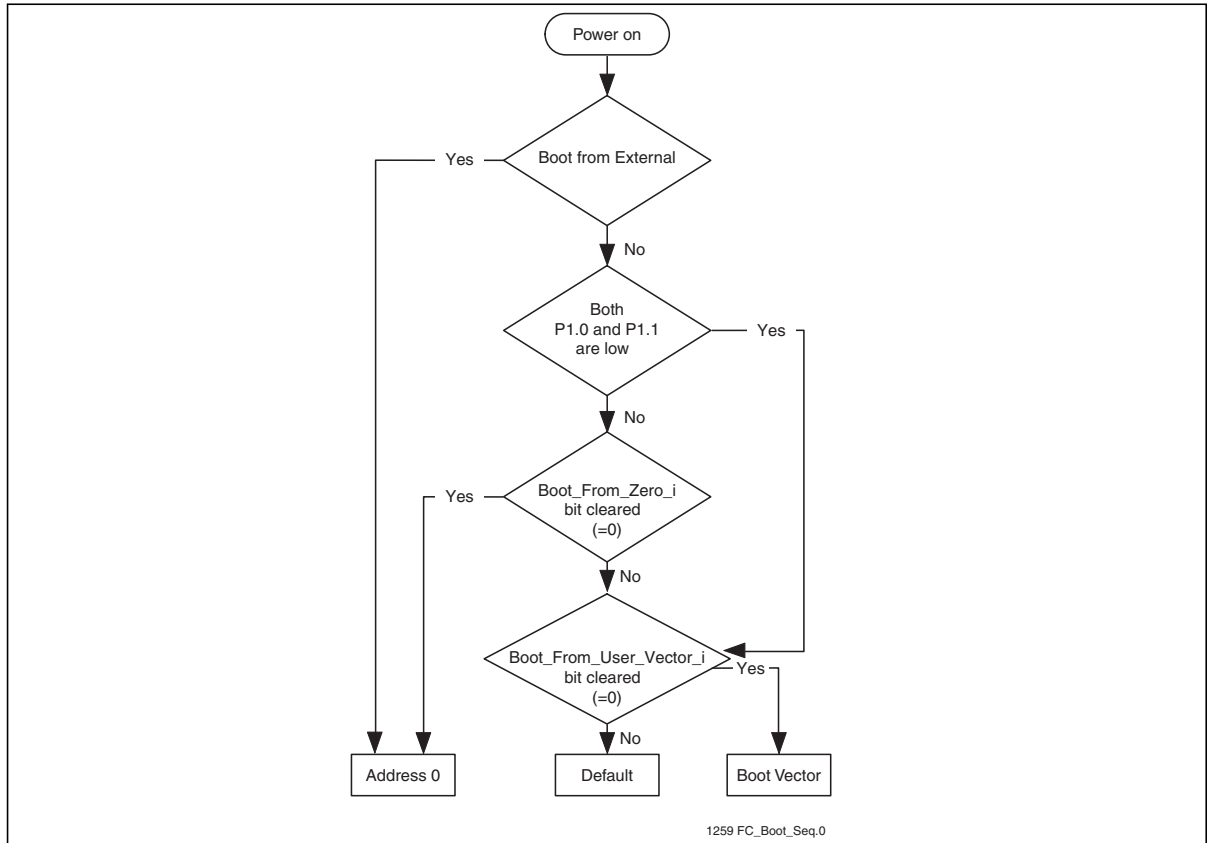 Power on
Boot from External
Yes
No
Both
P1.0 and P1.1
are low
Yes
No
Boot_From_Zero_i
bit cleared
(=0)
Yes
No
Boot_From_User_Vector_i
bit cleared
(=0)
Yes
No
Address 0
Default
Boot Vector
1259 FC_Boot_Seq.0